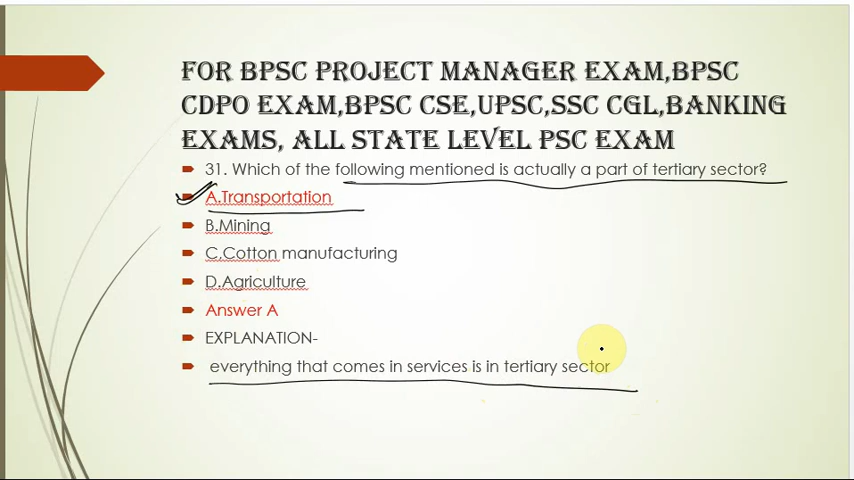 FOR BPSC PROJECT MANAGER EXAM,BPSC
CDPO EXAM,BPSC CSE,UPSC,SSC CGL,BANKING
EXAMS, ALL STATE LEVEL PSC EXAM
31. Which of the following mentioned is actually a part of tertiary sector?
A.Transportation
B.Mining
C.Cotton manufacturing
D.Agriculture
Answer A
EXPLANATION-
everything that comes in services is in tertiary sector